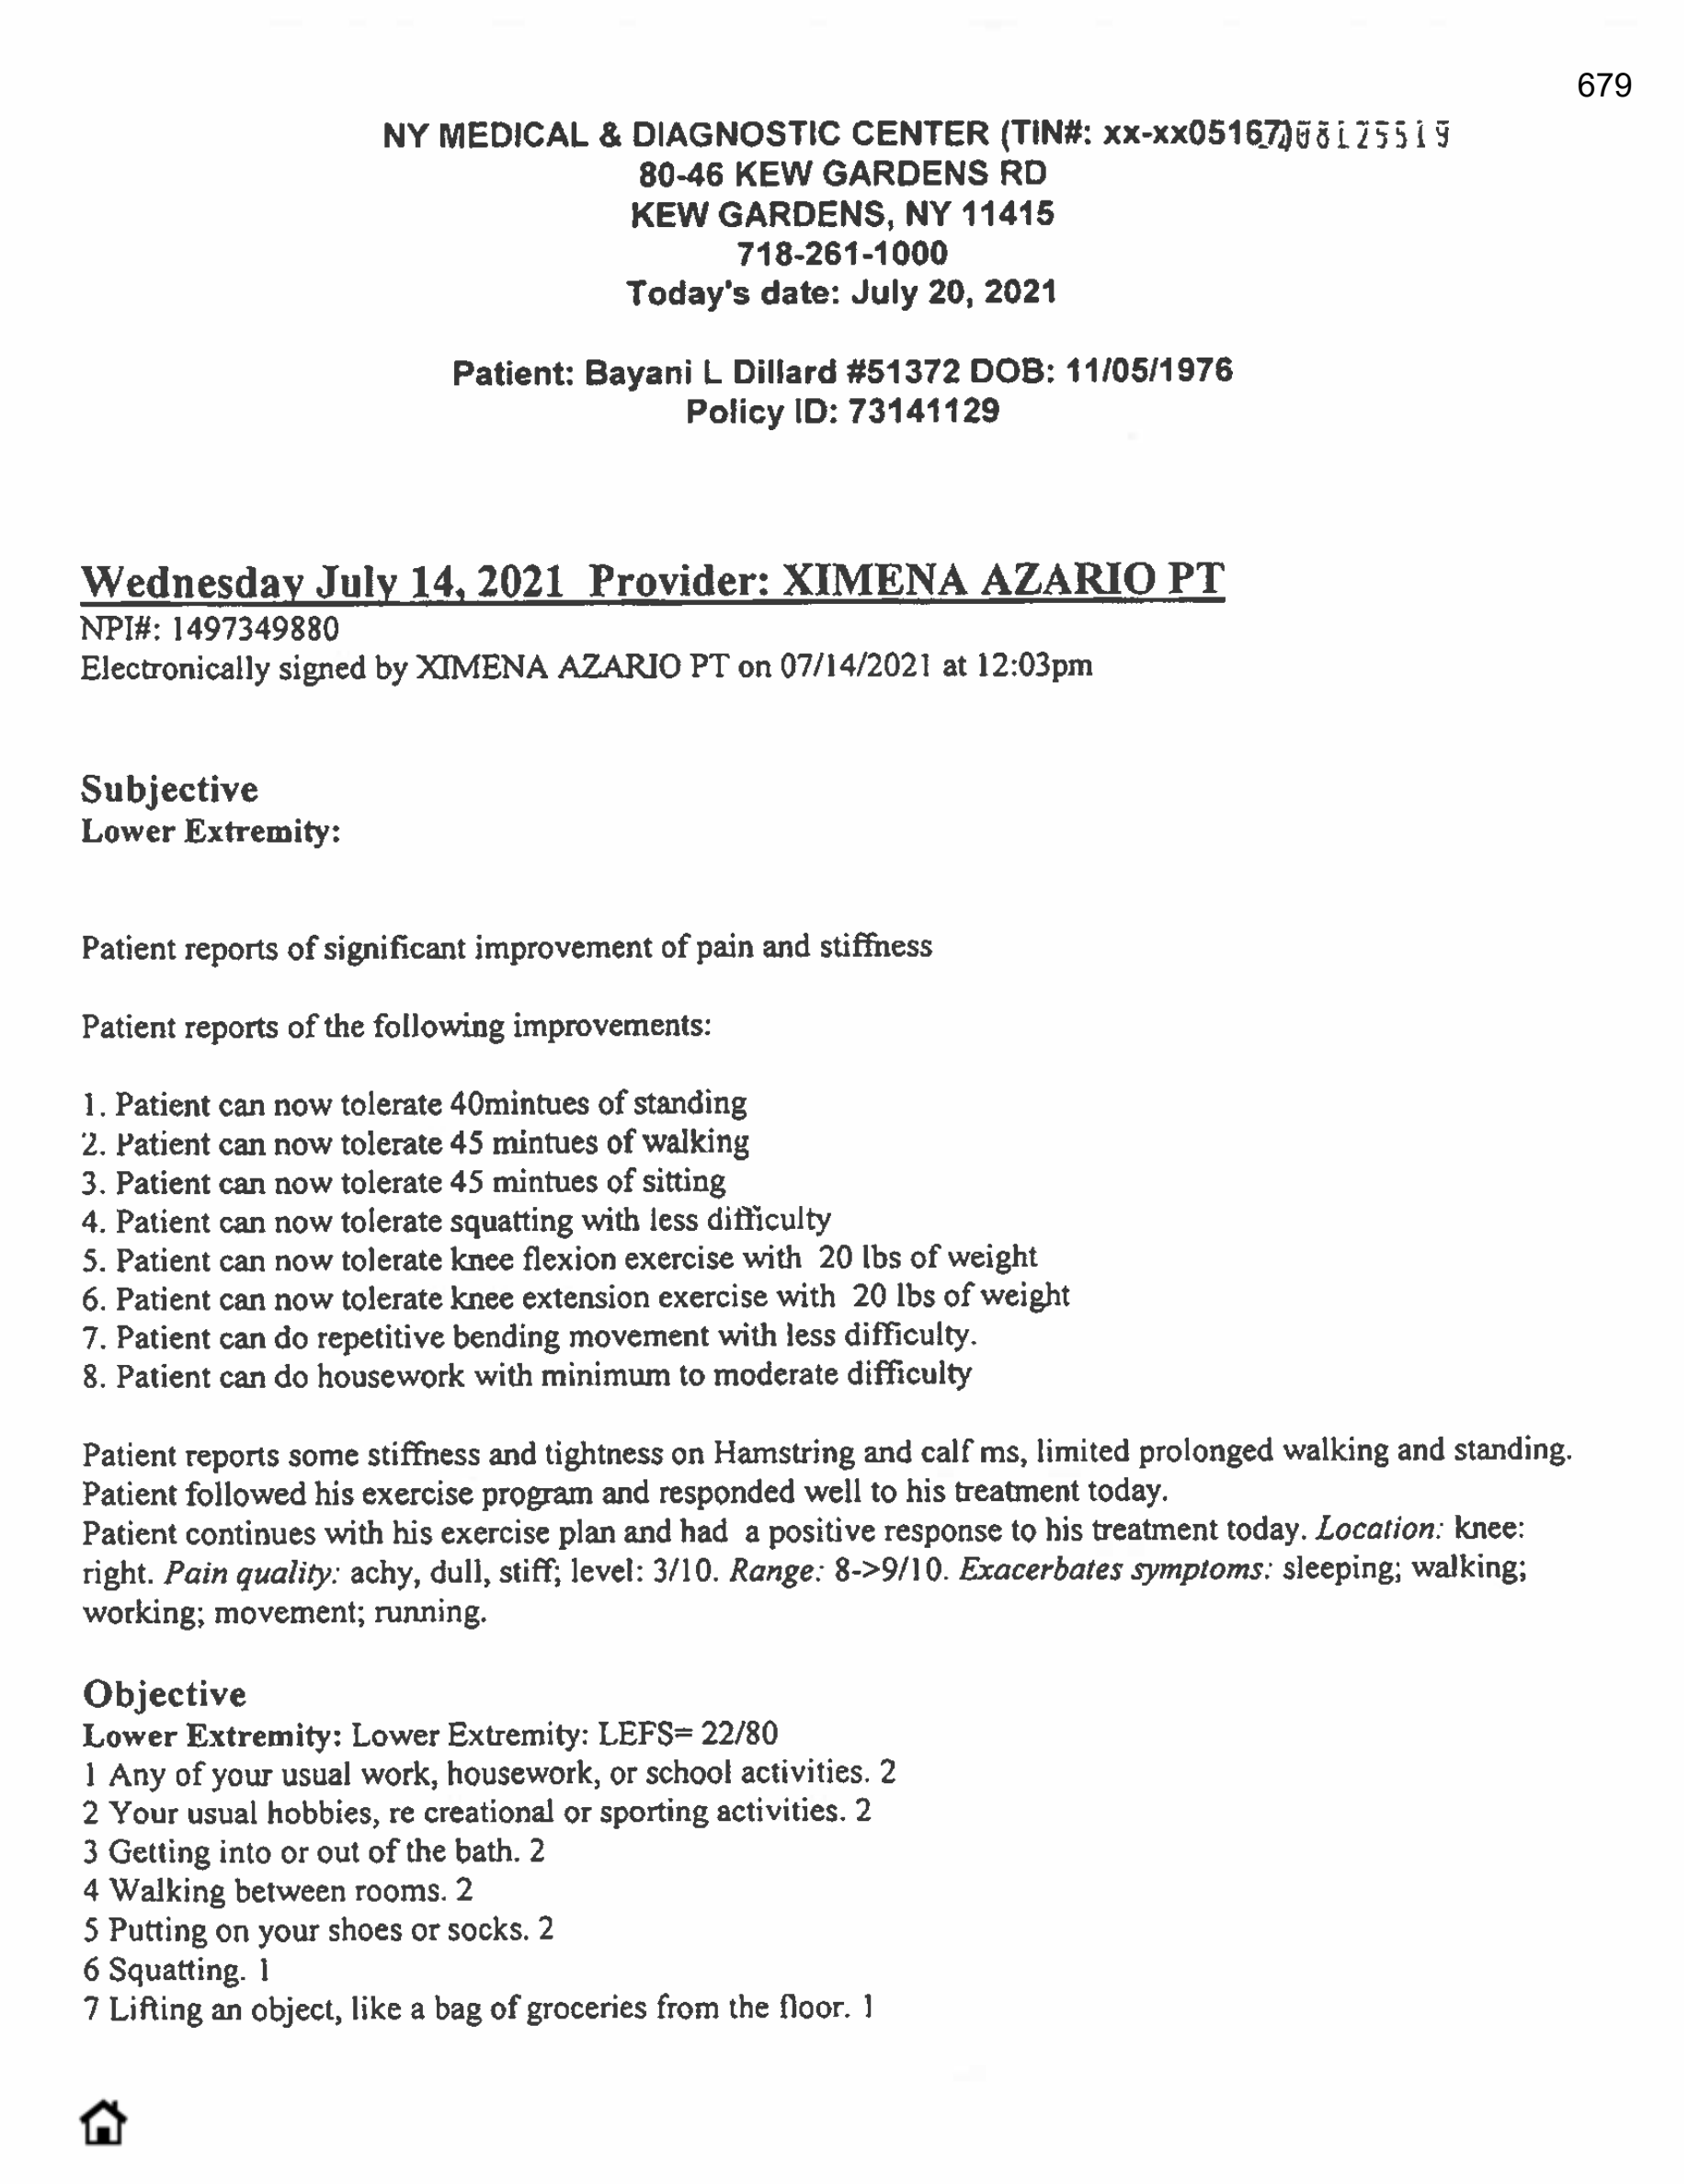 679
NY MEDICAL & DIAGNOSTIC CENTER (TIN#: xx-xx05167)
80-46 KEW GARDENS RD
KEW GARDENS, NY 11415
718-261-1000
Today's date: July 20, 2021
Patient: Bayani L Dillard #51372 DOB: 11/05/1976
Policy ID: 73141129
Wednesday July 14, 2021 Provider: XIMENA AZARIO PT
NPI#: 1497349880
Electronically signed by XIMENA AZARIO PT on 07/14/2021 at 12:03pm
Subjective
Lower Extremity:
Patient reports of significant improvement of pain and stiffness
Patient reports of the following improvements:
1. Patient can now tolerate 40mintues of standing
2. Patient can now tolerate 45 mintues of walking
3. Patient can now tolerate 45 mintues of sitting
4. Patient can now tolerate squatting with less difficulty
5. Patient can now tolerate knee flexion exercise with 20 lbs of weight
6. Patient can now tolerate knee extension exercise with 20 lbs of weight
7. Patient can do repetitive bending movement with less difficulty.
8. Patient can do housework with minimum to moderate difficulty
Patient reports some stiffness and tightness on Hamstring and calf ms, limited prolonged walking and standing.
Patient followed his exercise program and responded well to his treatment today.
Patient continues with his exercise plan and had a positive response to his treatment today. Location: knee:
right. Pain quality: achy, dull, stiff; level: 3/10. Range: 8->9/10. Exacerbates symptoms: sleeping; walking;
working; movement; running.
Objective
Lower Extremity: Lower Extremity: LEFS= 22/80
1 Any of your usual work, housework, or school activities. 2
2 Your usual hobbies, re creational or sporting activities. 2
3 Getting into or out of the bath. 2
4 Walking between rooms. 2
5 Putting on your shoes or socks. 2
6 Squatting. 1
7 Lifting an object, like a bag of groceries from the floor. 1